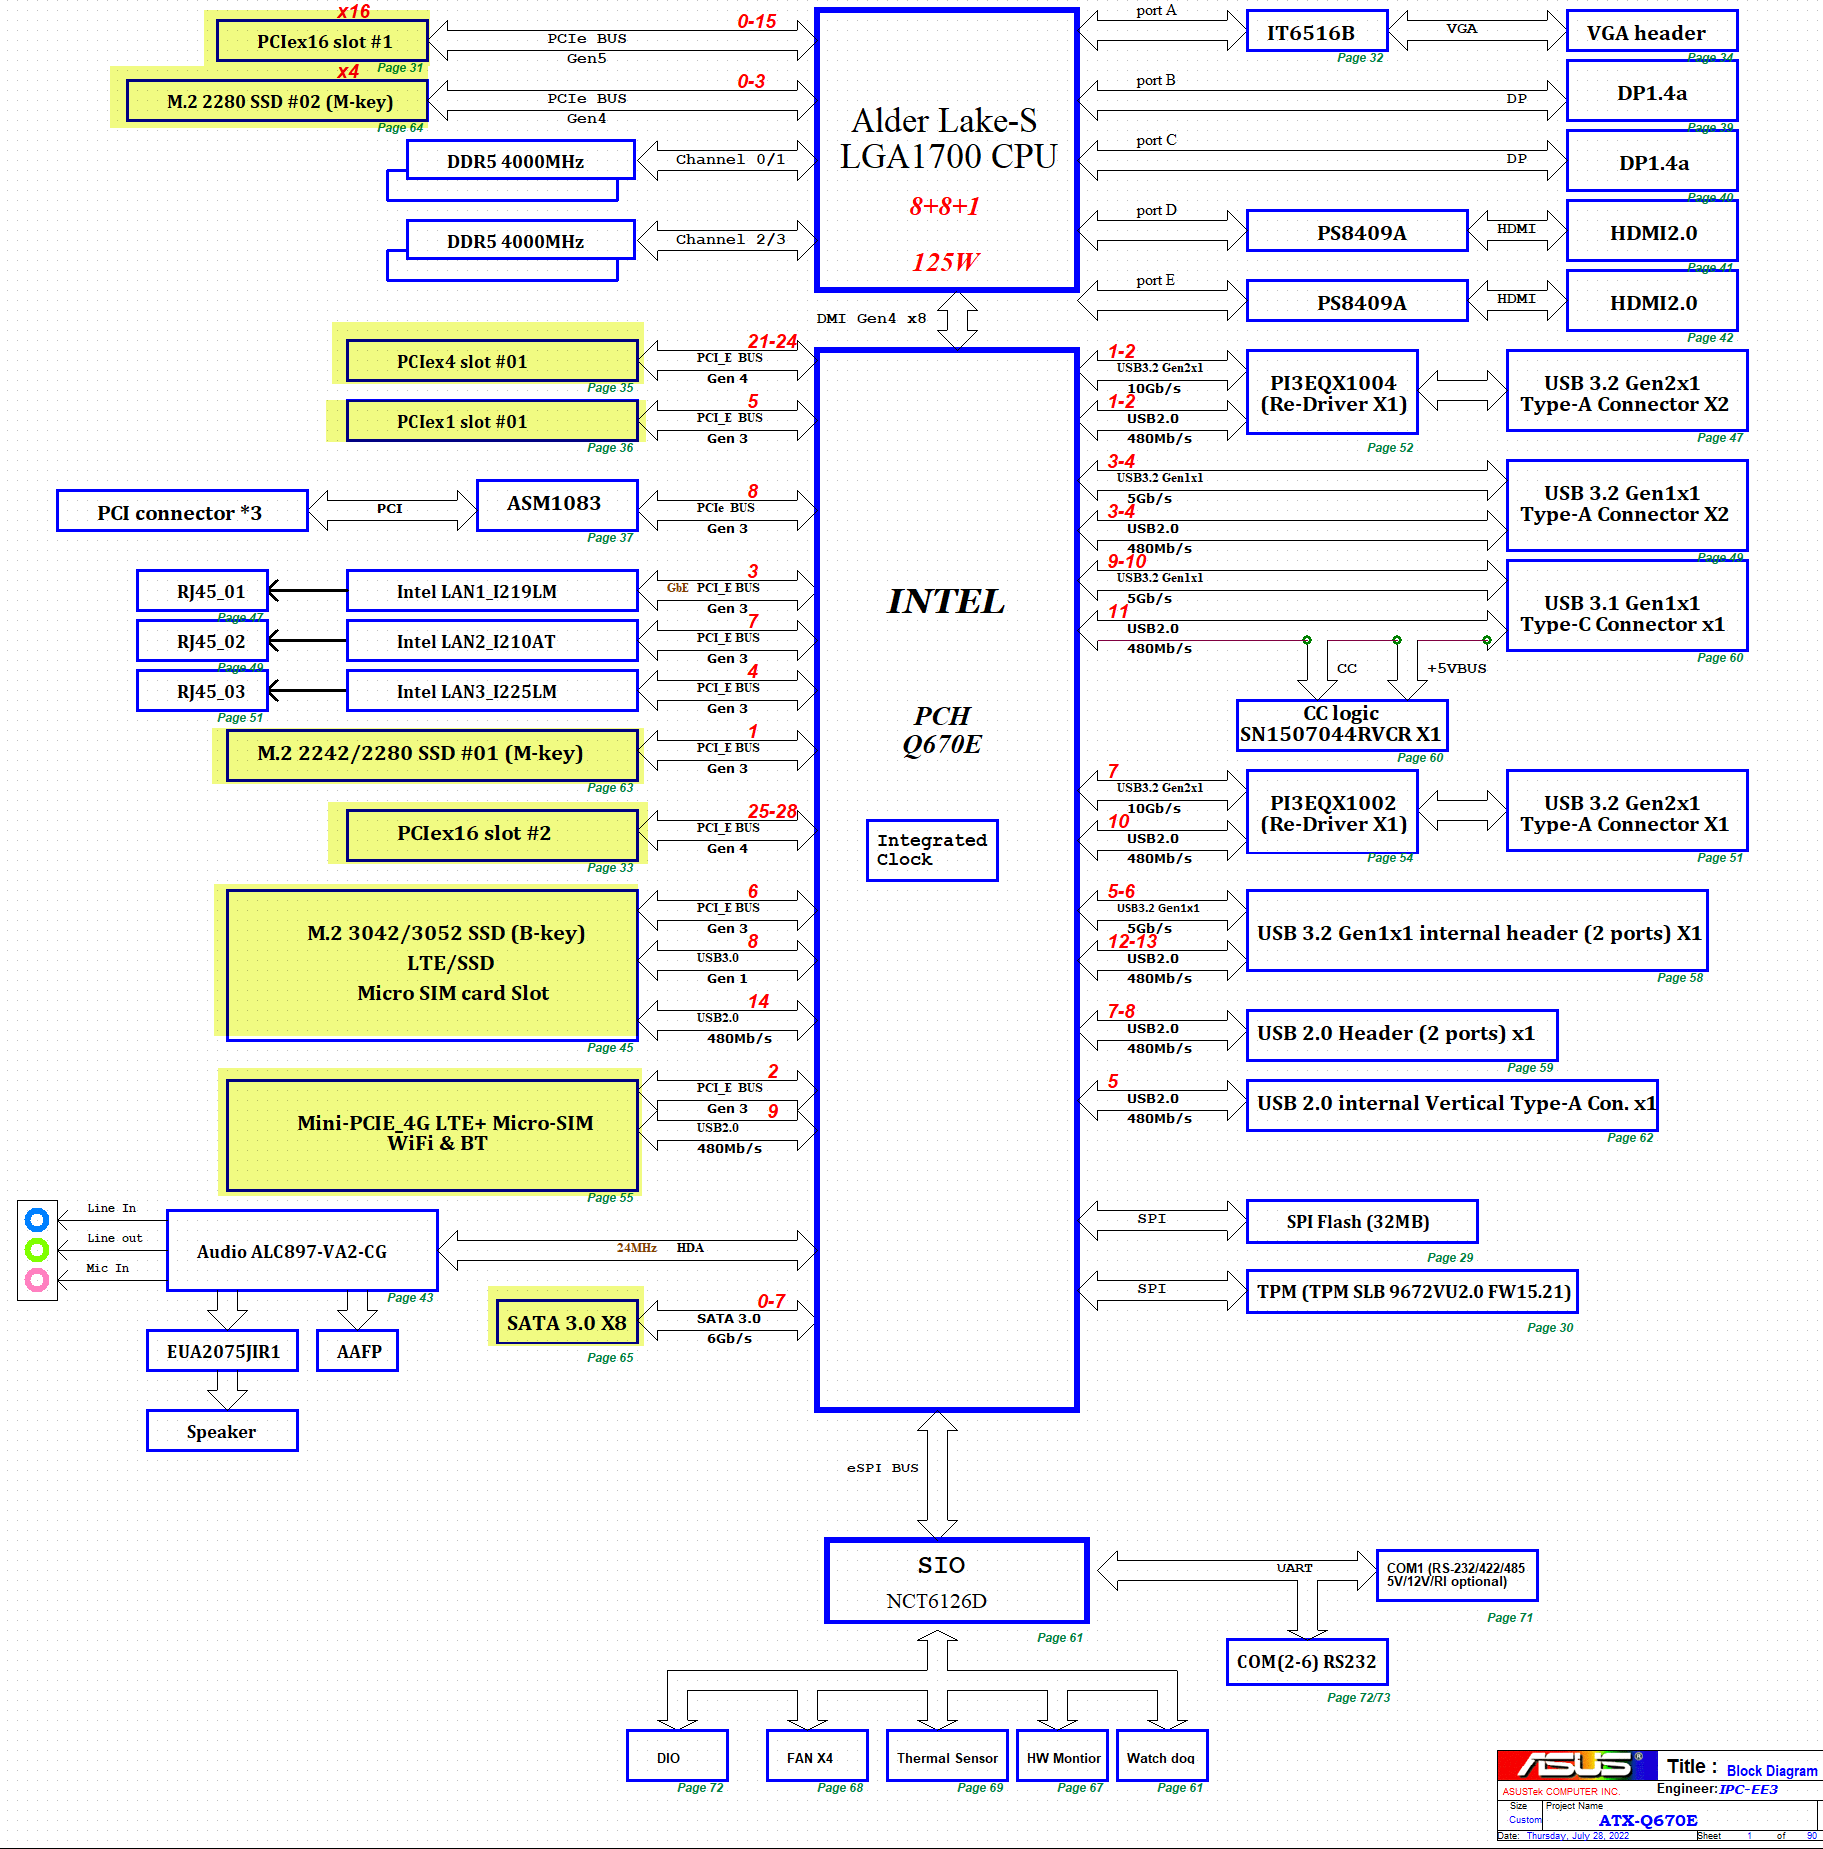 x16
PCIex16 slot #1
Page 31
0-15
PCIe BUS
Gen5
x4
M.2 2280 SSD #02 (M-key)
Page 64
0-3
PCIe BUS
Gen4
DDR5 4000MHz
Channel 0/1
DDR5 4000MHz
Channel 2/3
Alder Lake-S
LGA1700 CPU
8+8+1
125W
port A
IT6516B
Page 32
VGA
VGA header
Page 34
port B
DP
DP1.4a
Page 39
port C
DP
DP1.4a
Page 40
port D
PS8409A
HDMI
HDMI2.0
Page 41
port E
PS8409A
HDMI
HDMI2.0
Page 42
DMI Gen4 x8
PCIex4 slot #01
Page 35
21-24
PCI_E BUS
Gen 4
PCIex1 slot #01
Page 36
5
PCI_E BUS
Gen 3
PCI connector *3
PCI
ASM1083
Page 37
8
PCIe BUS
Gen 3
RJ45_01
Page 47
Intel LAN1_I219LM
3
GbE PCI_E BUS
Gen 3
RJ45_02
Page 49
Intel LAN2_I210AT
7
PCI_E BUS
Gen 3
RJ45_03
Page 51
Intel LAN3_I225LM
4
PCI_E BUS
Gen 3
M.2 2242/2280 SSD #01 (M-key)
Page 63
1
PCI_E BUS
Gen 3
PCIex16 slot #2
Page 33
25-28
PCI_E BUS
Gen 4
M.2 3042/3052 SSD (B-key)
LTE/SSD
Micro SIM card Slot
Page 45
6
PCI_E BUS
Gen 3
8
USB3.0
Gen 1
14
USB2.0
480Mb/s
Mini-PCIE_4G LTE+ Micro-SIM
WiFi & BT
Page 55
2
PCI_E BUS
Gen 3
9
USB2.0
480Mb/s
Line In
Line out
Mic In
Audio ALC897-VA2-CG
Page 43
24MHz HDA
EUA2075JIR1
AAFP
Speaker
SATA 3.0 X8
Page 65
0-7
SATA 3.0
6Gb/s
INTEL
PCH
Q670E
Integrated
Clock
1-2
USB3.2 Gen2x1
10Gb/s
1-2
USB2.0
480Mb/s
PI3EQX1004
(Re-Driver X1)
Page 52
USB 3.2 Gen2x1
Type-A Connector X2
Page 47
3-4
USB3.2 Gen1x1
5Gb/s
3-4
USB2.0
480Mb/s
USB 3.2 Gen1x1
Type-A Connector X2
Page 49
9-10
USB3.2 Gen1x1
5Gb/s
11
USB2.0
480Mb/s
USB 3.1 Gen1x1
Type-C Connector x1
Page 60
CC
+5VBUS
CC logic
SN1507044RVCR X1
Page 60
7
USB3.2 Gen2x1
10Gb/s
10
USB2.0
480Mb/s
PI3EQX1002
(Re-Driver X1)
Page 54
USB 3.2 Gen2x1
Type-A Connector X1
Page 51
5-6
USB3.2 Gen1x1
5Gb/s
12-13
USB2.0
480Mb/s
USB 3.2 Gen1x1 internal header (2 ports) X1
Page 58
7-8
USB2.0
480Mb/s
USB 2.0 Header (2 ports) x1
Page 59
5
USB2.0
480Mb/s
USB 2.0 internal Vertical Type-A Con. x1
Page 62
SPI
SPI Flash (32MB)
Page 29
SPI
TPM (TPM SLB 9672VU2.0 FW15.21)
Page 30
eSPI BUS
SIO
NCT6126D
Page 61
UART
COM1 (RS-232/422/485
5V/12V/RI optional)
Page 71
COM(2-6) RS232
Page 72/73
DIO
Page 72
FAN X4
Page 68
Thermal Sensor
Page 69
HW Montior
Page 67
Watch dog
Page 61
ASUS ®
Title : Block Diagram
ASUSTek COMPUTER INC.
Engineer: IPC-EE3
Size
Project Name
Custom
ATX-Q670E
Date: Thursday, July 28, 2022
Sheet 1 of 90